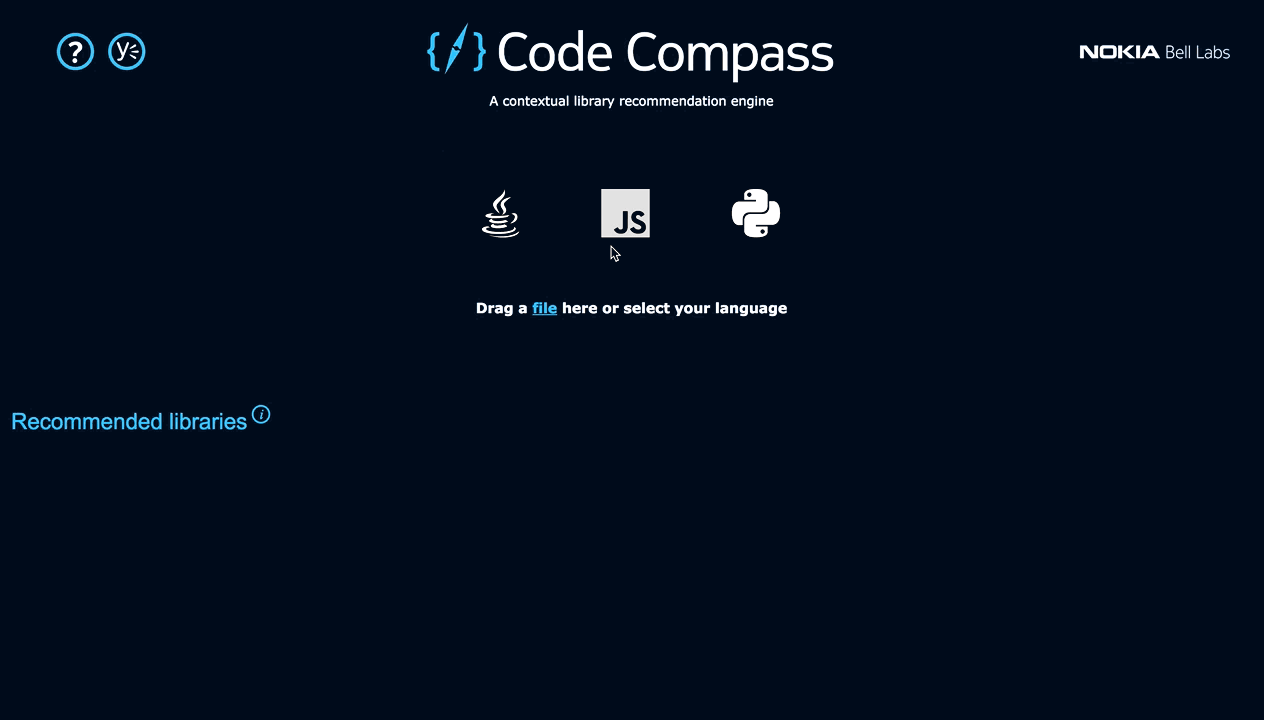 ?
y
{ } Code Compass
NOKIA Bell Labs
A contextual library recommendation engine
JS
Drag a file here or select your language
Recommended libraries i